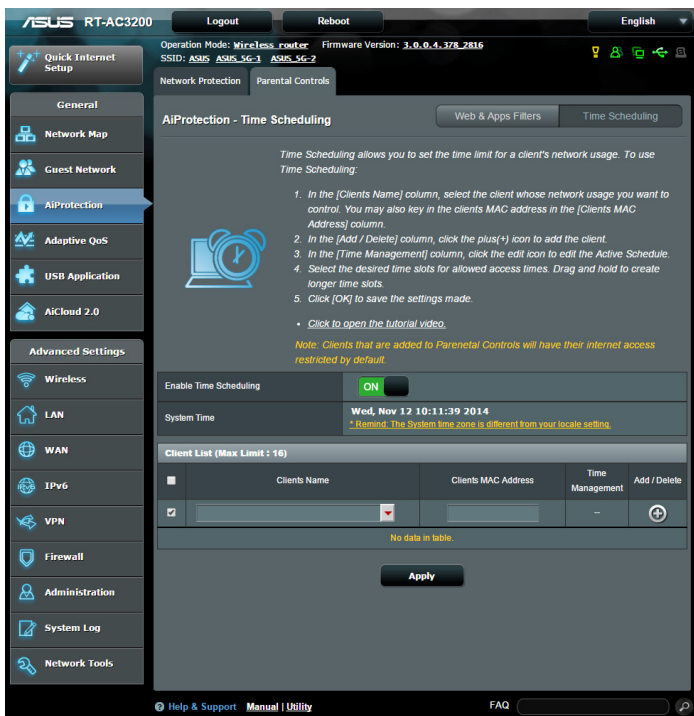 ASUS RT-AC3200
Logout
Reboot
English
Quick Internet
Setup
Operation Mode: Wireless router Firmware Version: 3.0.0.4.378_2816
SSID: ASUS ASUS_5G-1 ASUS_5G-2
Network Protection
Parental Controls
General
Network Map
Guest Network
AiProtection
Adaptive QoS
USB Application
AiCloud 2.0
Advanced Settings
Wireless
LAN
WAN
IPv6
IPv6
VPN
Firewall
Administration
System Log
Network Tools
AiProtection - Time Scheduling
Web & Apps Filters
Time Scheduling
Time Scheduling allows you to set the time limit for a client's network usage. To use
Time Scheduling:
1. In the [Clients Name] column, select the client whose network usage you want to
control. You may also key in the clients MAC address in the [Clients MAC
Address] column.
2. In the [Add / Delete] column, click the plus(+) icon to add the client.
3. In the [Time Management] column, click the edit icon to edit the Active Schedule.
4. Select the desired time slots for allowed access times. Drag and hold to create
longer time slots.
5. Click [OK] to save the settings made.
• Click to open the tutorial video.
Note: Clients that are added to Parenetal Controls will have their internet access
restricted by default.
Enable Time Scheduling
ON
System Time
Wed, Nov 12 10:11:39 2014
* Remind: The System time zone is different from your locale setting.
Client List (Max Limit : 16)
Clients Name
Clients MAC Address
Time
Management
Add / Delete
–
No data in table.
Apply
Help & Support Manual | Utility
FAQ